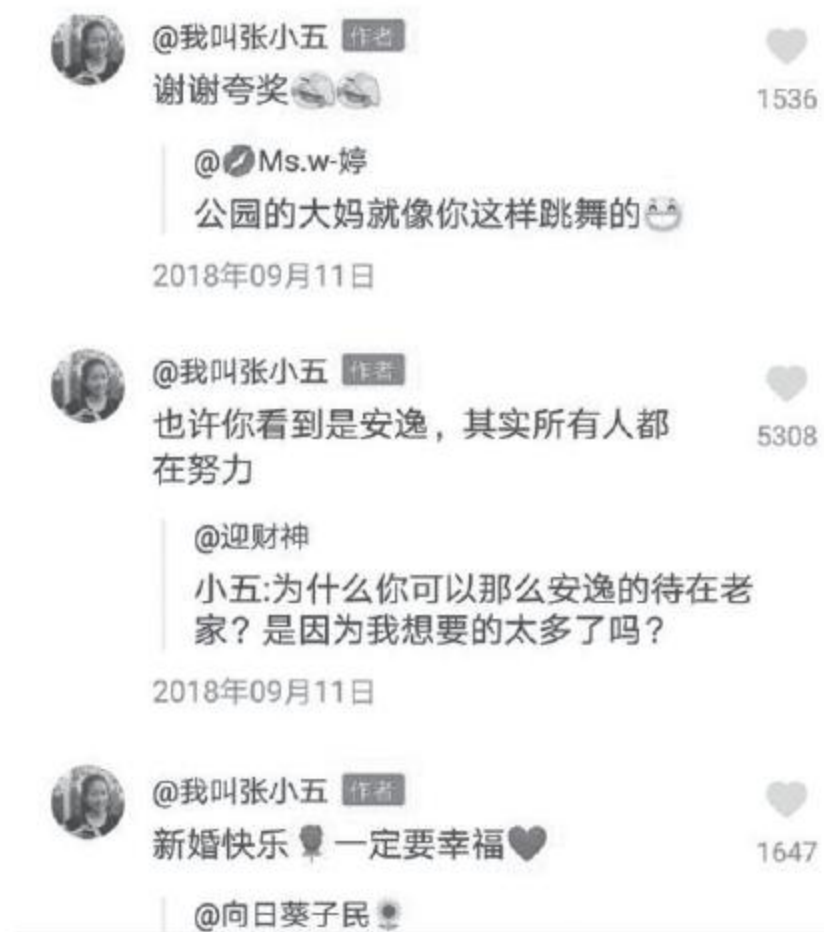 @我叫张小五 作者
谢谢夸奖
1536
@Ms.w-婷
公园的大妈就像你这样跳舞的
2018年09月11日
@我叫张小五 作者
也许你看到是安逸，其实所有人都
在努力
5308
@迎财神
小五:为什么你可以那么安逸的待在老
家？是因为我想要的太多了吗？
2018年09月11日
@我叫张小五 作者
新婚快乐🌹一定要幸福❤
1647
@向日葵子民🌻